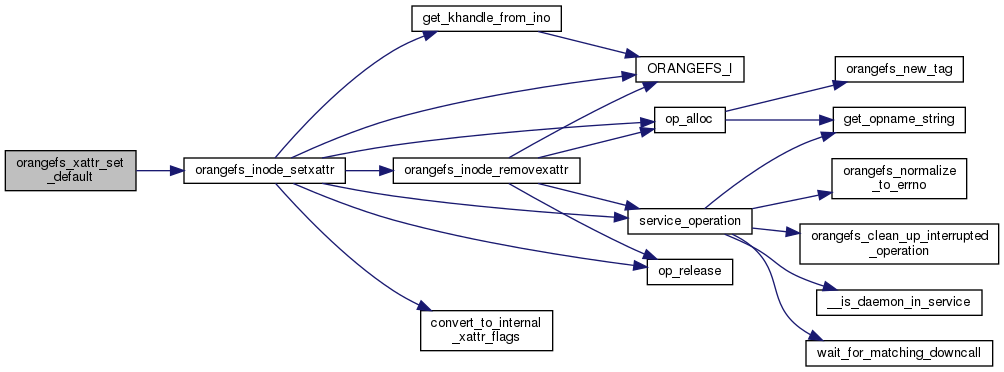 get_khandle_from_ino
ORANGEFS_I
orangefs_new_tag
op_alloc
get_opname_string
orangefs_xattr_set
_default
orangefs_inode_setxattr
orangefs_inode_removexattr
orangefs_normalize
_to_errno
service_operation
orangefs_clean_up_interrupted
_operation
op_release
__is_daemon_in_service
convert_to_internal
_xattr_flags
wait_for_matching_downcall